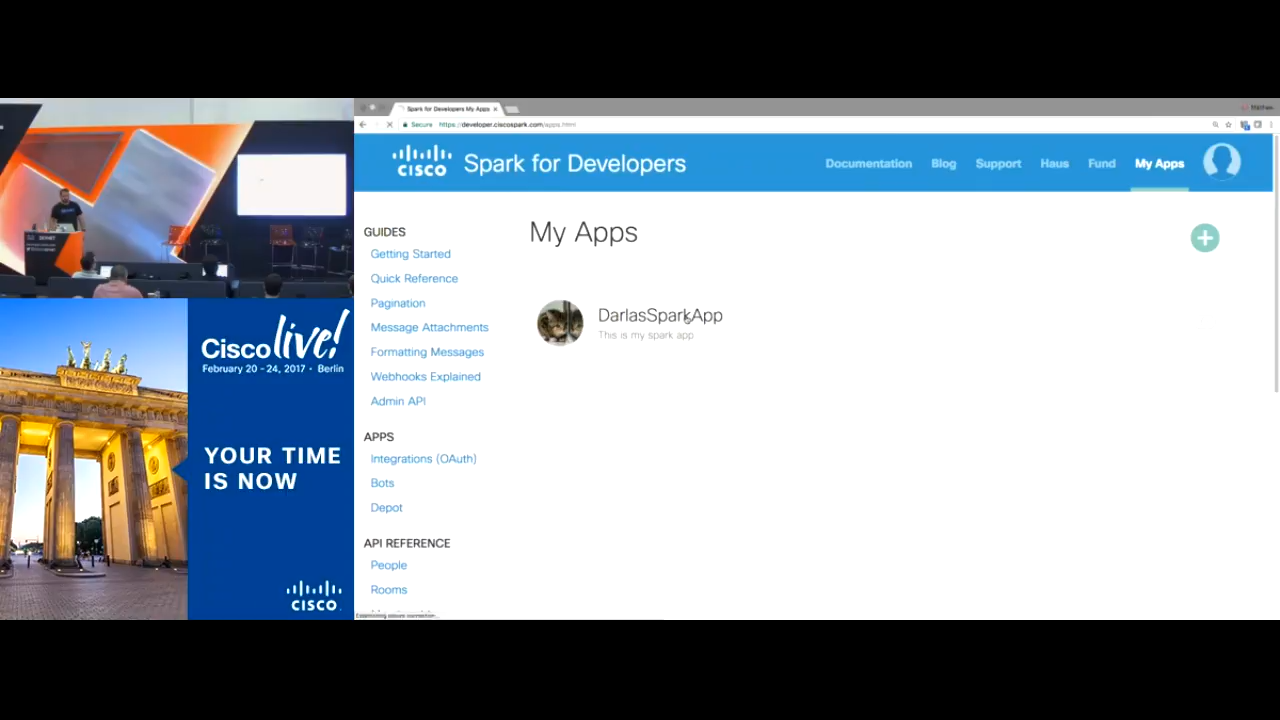 Spark for Developers My Apps
Secure https://developer.ciscospark.com/apps.html
CISCO
Spark for Developers
Documentation
Blog
Support
Haus
Fund
My Apps
GUIDES
Getting Started
Quick Reference
Pagination
Message Attachments
Formatting Messages
Webhooks Explained
Admin API
APPS
Integrations (OAuth)
Bots
Depot
API REFERENCE
People
Rooms
My Apps
DarlasSparkApp
This is my spark app
Cisco live!
February 20 - 24, 2017 • Berlin
YOUR TIME
IS NOW
CISCO